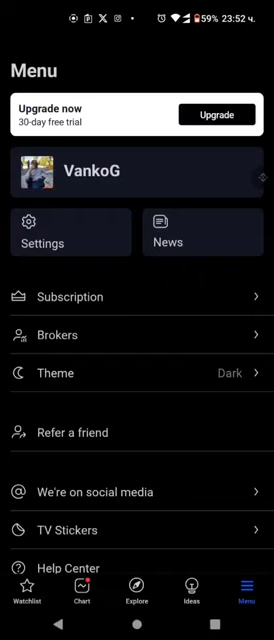 59% 23:52 ч.
Menu
Upgrade now
30-day free trial
Upgrade
VankoG
Settings
News
Subscription
Brokers
Theme
Dark
Refer a friend
We're on social media
TV Stickers
Help Center
Watchlist
Chart
Explore
Ideas
Menu